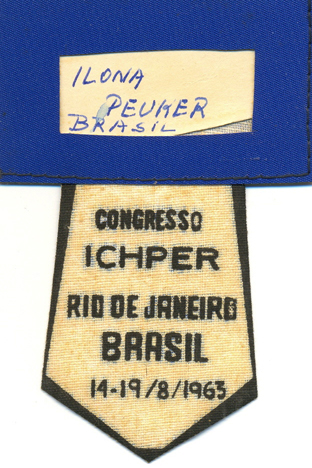 ILONA
PEUKER
BRASIL
CONGRESSO
ICHPER
RIO DE JANEIRO
BRASIL
14-19/8/1963